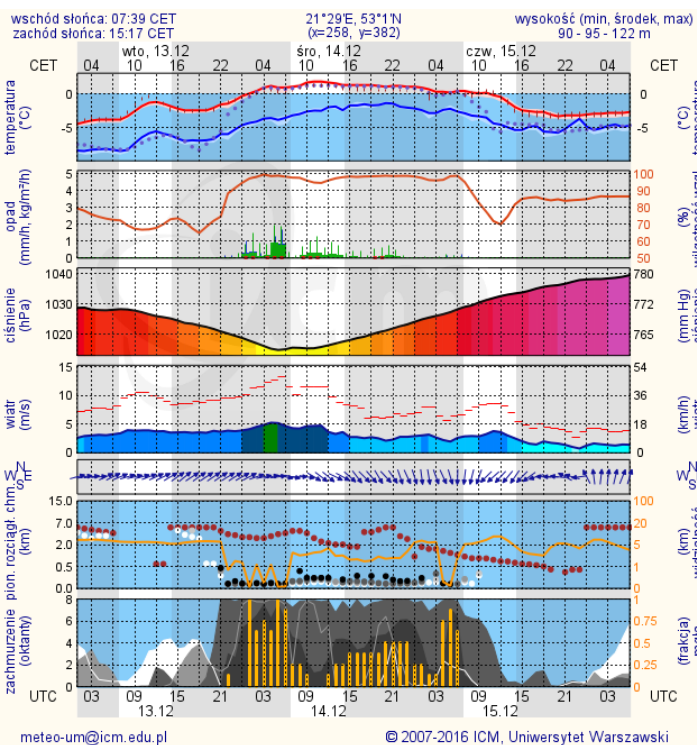 wschód słońca: 07:39 CET 21°29'E, 53°1'N wysokość (min, środek, max)
zachód słońca: 15:17 CET (x=258, y=382) 90 - 95 - 122 m
wto, 13.12 śro, 14.12 czw, 15.12
CET 04 10 16 22 04 10 16 22 04 10 16 22 04 CET
temperatura (°C) 0 -5 0 -5 (°C)
opad (mm/h, kg/m²/h) 5 4 3 2 1 0 100 90 80 70 60 50 (%)
ciśnienie (hPa) 1040 1030 1020 780 772 765 (mm Hg)
wiatr (m/s) 15 10 5 0 54 36 18 0 (km/h)
N W E S N W S
pion. rozciągł. chm. (km) 15.0 7.0 2.0 0.5 0.0 100 20 5 1 0 (km)
zachmurzenie (oktanty) 8 6 4 2 0 1 0.75 0.5 0.25 0 (frakcja)
UTC 03 09 15 21 03 09 15 21 03 09 15 21 03 UTC
13.12 14.12 15.12
meteo-um@icm.edu.pl © 2007-2016 ICM, Uniwersytet Warszawski